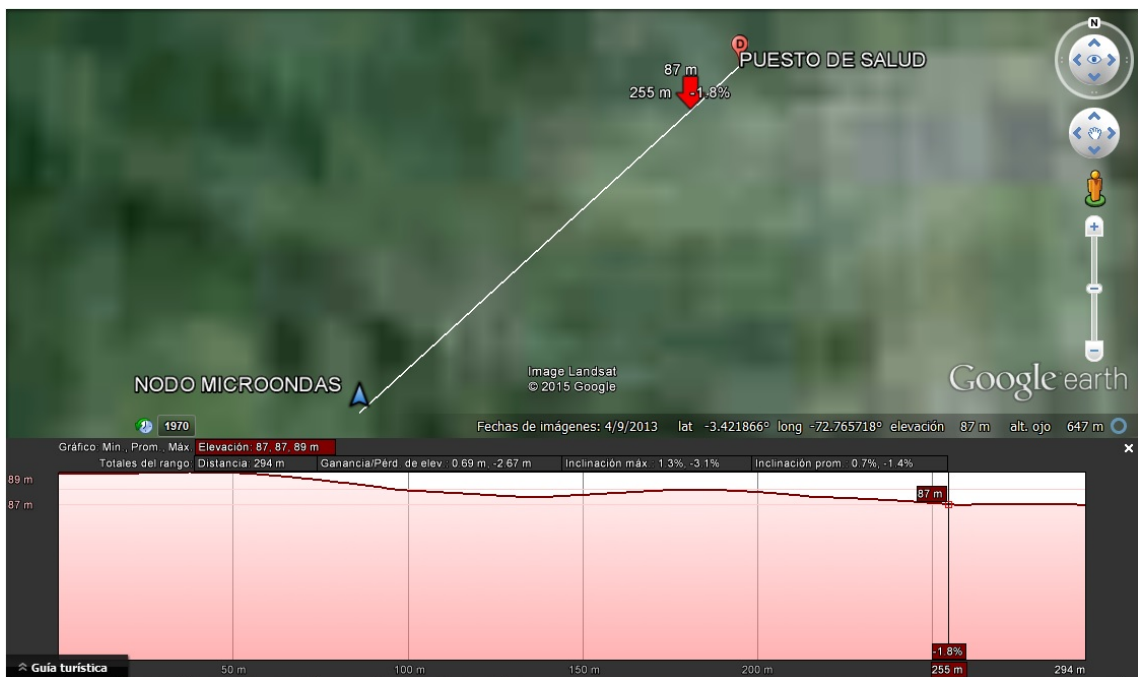 N
D
PUESTO DE SALUD
87 m
255 m -1.8%
NODO MICROONDAS
Image Landsat
© 2015 Google
Google earth
1970
Fechas de imágenes: 4/9/2013 lat -3.421866° long -72.765718° elevación 87 m alt. ojo 647 m
Gráfico: Mín., Prom., Máx. Elevación: 87, 87, 89 m
Totales del rango: Distancia: 294 m Ganancia/Pérd. de elev.: 0.69 m, -2.67 m Inclinación máx.: 1.3%, -3.1% Inclinación prom.: 0.7%, -1.4%
89 m
87 m
87 m
-1.8%
Guía turística
50 m 100 m 150 m 200 m 255 m 294 m